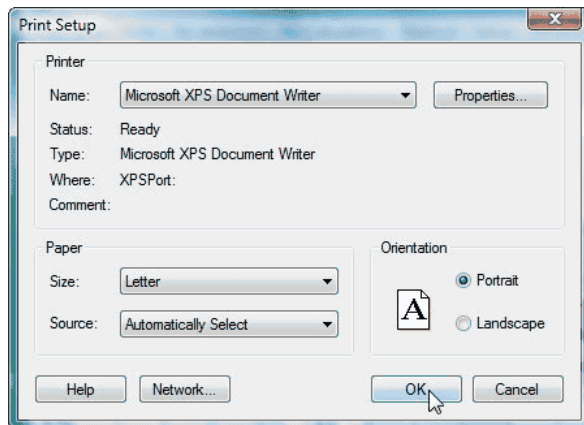 Print Setup
Printer
Name: Microsoft XPS Document Writer Properties...
Status: Ready
Type: Microsoft XPS Document Writer
Where: XPSPort:
Comment:
Paper
Size: Letter
Source: Automatically Select
Orientation
A
Portrait
Landscape
Help Network... OK Cancel